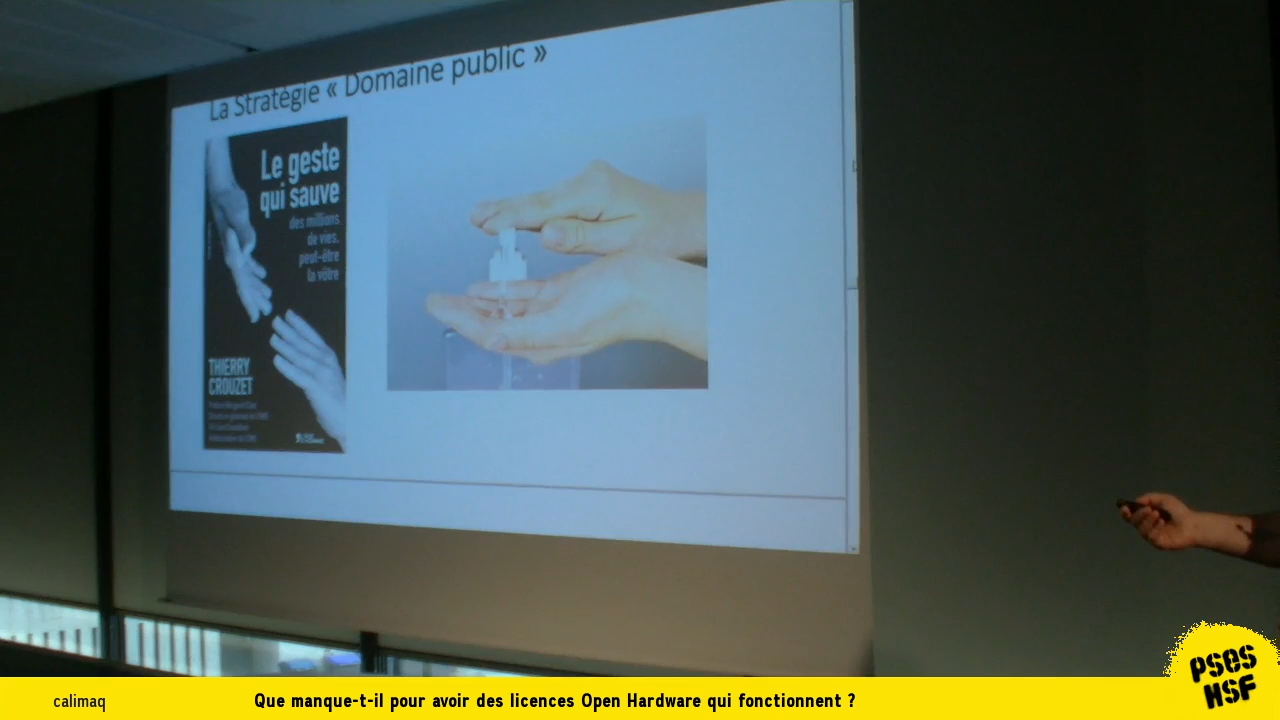 La Stratégie « Domaine public »
Le geste
qui sauve
des millions
de vies,
peut-être
la vôtre
THIERRY
CROUZET
calimaq
Que manque-t-il pour avoir des licences Open Hardware qui fonctionnent ?
PSES
HSF